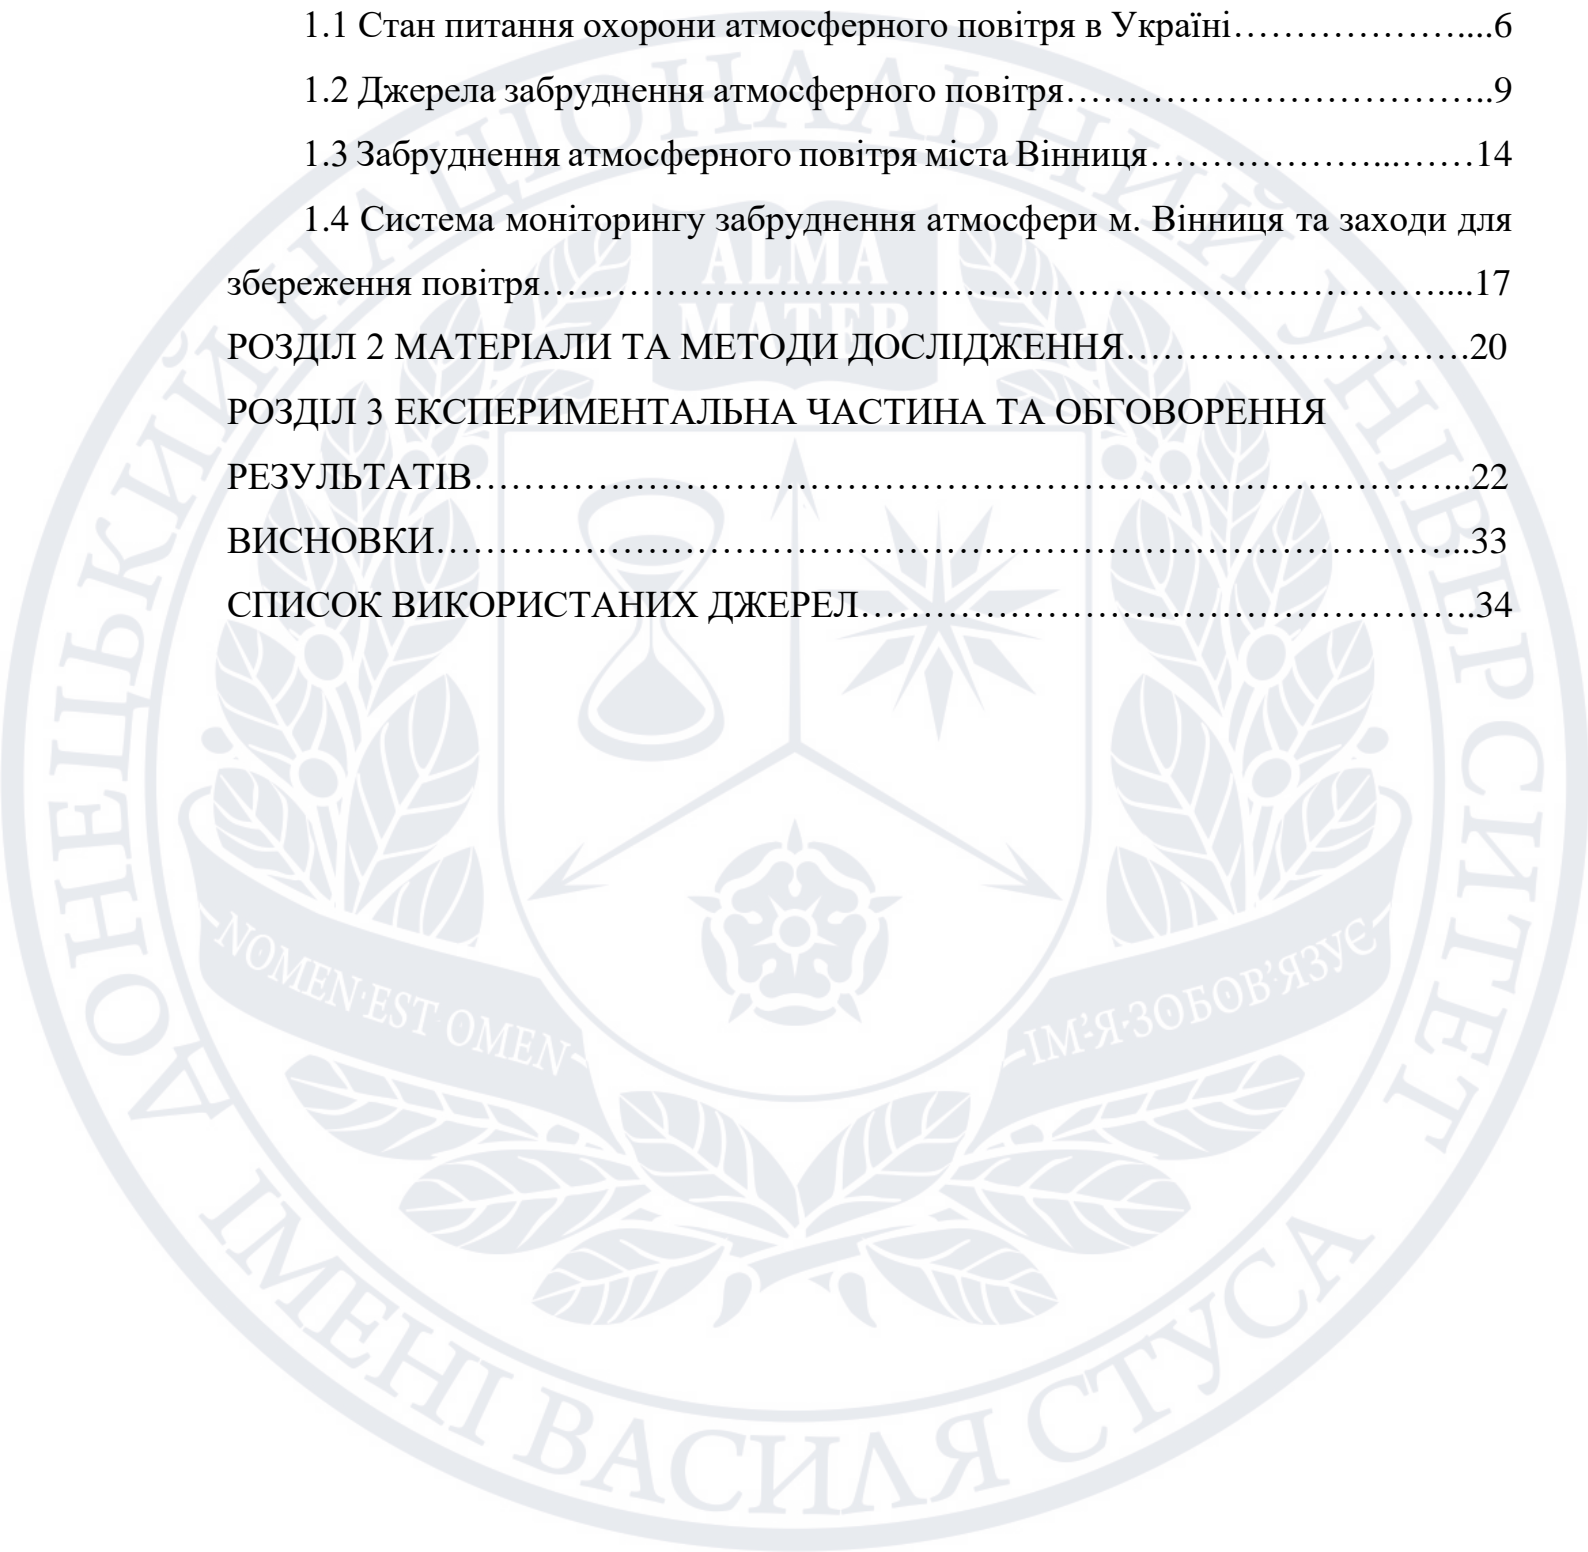 1.1 Стан питання охорони атмосферного повітря в Україні…………………....6
1.2 Джерела забруднення атмосферного повітря……………………………..9
1.3 Забруднення атмосферного повітря міста Вінниця………………...……14
1.4 Система моніторингу забруднення атмосфери м. Вінниця та заходи для
збереження повітря…………………………………………………………....17
РОЗДІЛ 2 МАТЕРІАЛИ ТА МЕТОДИ ДОСЛІДЖЕННЯ……………………….20
РОЗДІЛ 3 ЕКСПЕРИМЕНТАЛЬНА ЧАСТИНА ТА ОБГОВОРЕННЯ
РЕЗУЛЬТАТІВ……………………………………………………………………...22
ВИСНОВКИ………………………………………………………………………...33
СПИСОК ВИКОРИСТАНИХ ДЖЕРЕЛ…………………………………………..34
ДОНЕЦЬКИЙ НАЦІОНАЛЬНИЙ УНІВЕРСИТЕТ
ІМЕНІ ВАСИЛЯ СТУСА
ALMA
MATER
NOMEN·EST·OMEN
ІМ'Я·ЗОБОВ'ЯЗУЄ